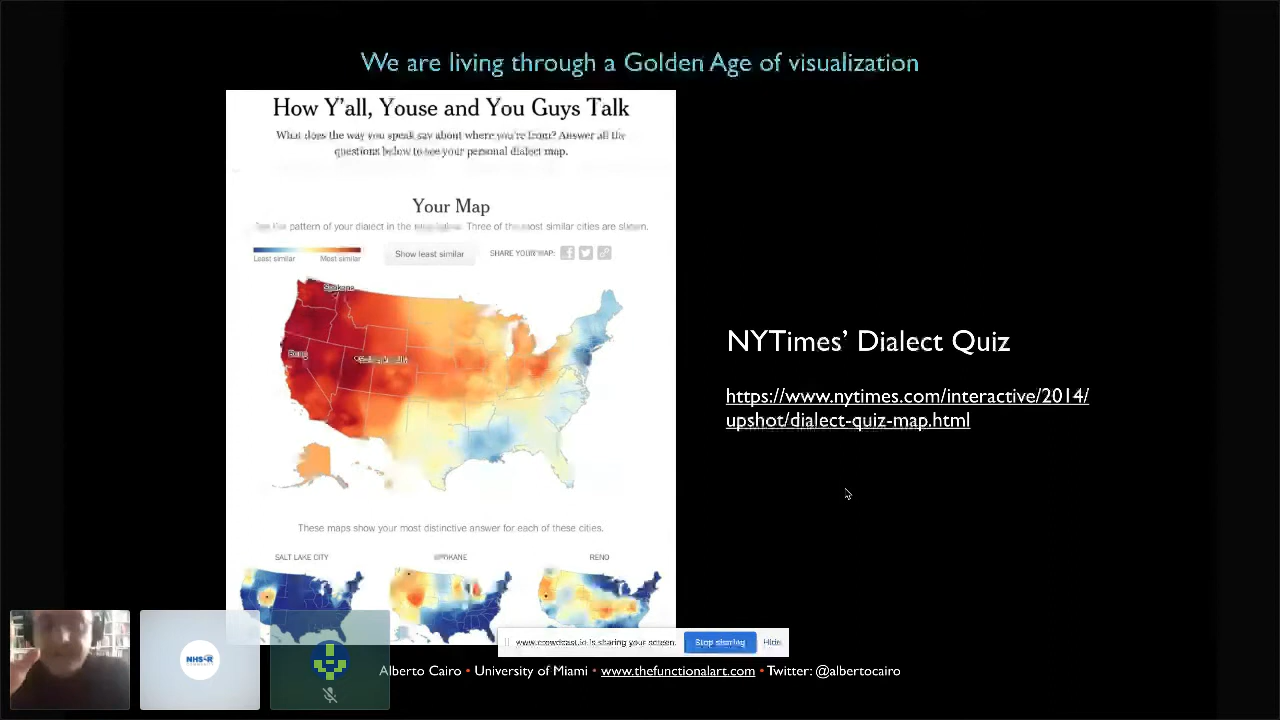 We are living through a Golden Age of visualization
How Y'all, Youse and You Guys Talk
What does the way you speak say about where you're from? Answer all the
questions below to see your personal dialect map.
Your Map
See the pattern of your dialect in the map below. Three of the most similar cities are shown.
Least similar
Most similar
Show least similar
SHARE YOUR MAP:
Spokane
Reno
NYTimes' Dialect Quiz
https://www.nytimes.com/interactive/2014/
upshot/dialect-quiz-map.html
These maps show your most distinctive answer for each of these cities.
SALT LAKE CITY
SPOKANE
RENO
www.crowdcast.io is sharing your screen.
Stop sharing
Hide
NHS-R
COMMUNITY
Alberto Cairo • University of Miami • www.thefunctionalart.com • Twitter: @albertocairo